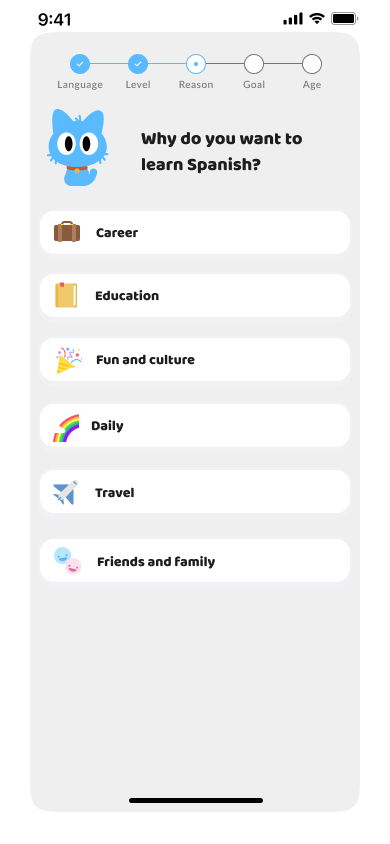 9:41
Language Level Reason Goal Age
Why do you want to
learn Spanish?
Career
Education
Fun and culture
Daily
Travel
Friends and family